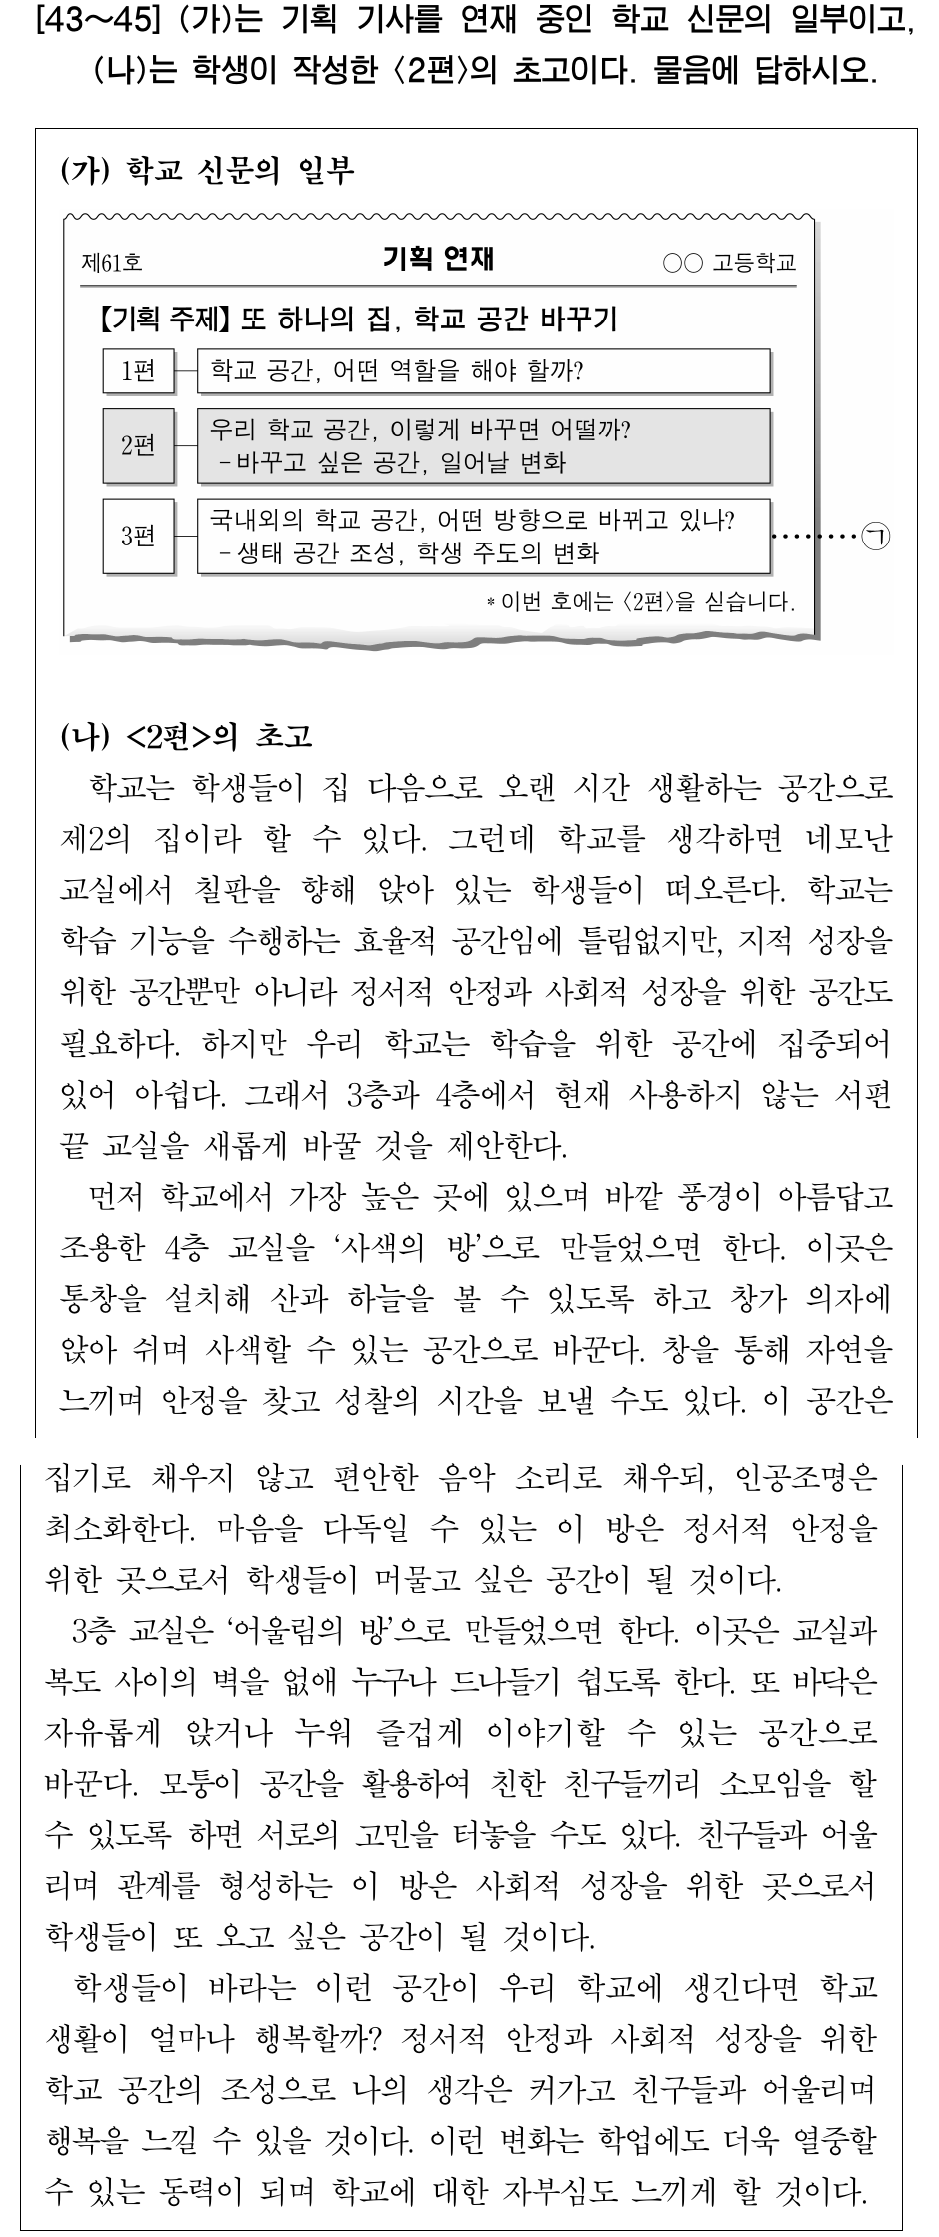 [43～45] (가)는 기획 기사를 연재 중인 학교 신문의 일부이고,
(나)는 학생이 작성한 〈2편〉의 초고이다. 물음에 답하시오.
(가) 학교 신문의 일부
제61호 기획 연재 ○○ 고등학교
【기획 주제】 또 하나의 집, 학교 공간 바꾸기
1편 학교 공간, 어떤 역할을 해야 할까?
2편 우리 학교 공간, 이렇게 바꾸면 어떨까?
－바꾸고 싶은 공간, 일어날 변화
3편 국내외의 학교 공간, 어떤 방향으로 바뀌고 있나?
－생태 공간 조성, 학생 주도의 변화
㉠
* 이번 호에는 〈2편〉을 싣습니다.
(나) <2편>의 초고
학교는 학생들이 집 다음으로 오랜 시간 생활하는 공간으로
제2의 집이라 할 수 있다. 그런데 학교를 생각하면 네모난
교실에서 칠판을 향해 앉아 있는 학생들이 떠오른다. 학교는
학습 기능을 수행하는 효율적 공간임에 틀림없지만, 지적 성장을
위한 공간뿐만 아니라 정서적 안정과 사회적 성장을 위한 공간도
필요하다. 하지만 우리 학교는 학습을 위한 공간에 집중되어
있어 아쉽다. 그래서 3층과 4층에서 현재 사용하지 않는 서편
끝 교실을 새롭게 바꿀 것을 제안한다.
먼저 학교에서 가장 높은 곳에 있으며 바깥 풍경이 아름답고
조용한 4층 교실을 ‘사색의 방’으로 만들었으면 한다. 이곳은
통창을 설치해 산과 하늘을 볼 수 있도록 하고 창가 의자에
앉아 쉬며 사색할 수 있는 공간으로 바꾼다. 창을 통해 자연을
느끼며 안정을 찾고 성찰의 시간을 보낼 수도 있다. 이 공간은
집기로 채우지 않고 편안한 음악 소리로 채우되, 인공조명은
최소화한다. 마음을 다독일 수 있는 이 방은 정서적 안정을
위한 곳으로서 학생들이 머물고 싶은 공간이 될 것이다.
3층 교실은 ‘어울림의 방’으로 만들었으면 한다. 이곳은 교실과
복도 사이의 벽을 없애 누구나 드나들기 쉽도록 한다. 또 바닥은
자유롭게 앉거나 누워 즐겁게 이야기할 수 있는 공간으로
바꾼다. 모퉁이 공간을 활용하여 친한 친구들끼리 소모임을 할
수 있도록 하면 서로의 고민을 터놓을 수도 있다. 친구들과 어울
리며 관계를 형성하는 이 방은 사회적 성장을 위한 곳으로서
학생들이 또 오고 싶은 공간이 될 것이다.
학생들이 바라는 이런 공간이 우리 학교에 생긴다면 학교
생활이 얼마나 행복할까? 정서적 안정과 사회적 성장을 위한
학교 공간의 조성으로 나의 생각은 커가고 친구들과 어울리며
행복을 느낄 수 있을 것이다. 이런 변화는 학업에도 더욱 열중할
수 있는 동력이 되며 학교에 대한 자부심도 느끼게 할 것이다.